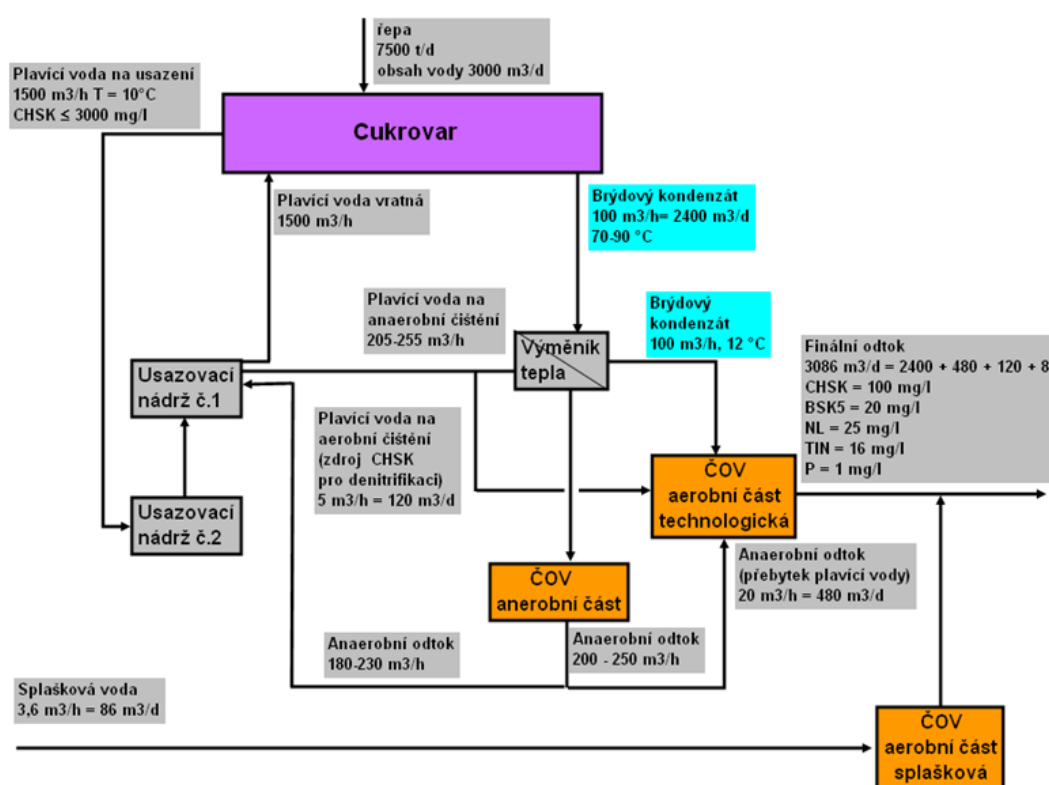 řepa
7500 t/d
obsah vody 3000 m3/d
Plavící voda na usazení
1500 m3/h T = 10°C
CHSK ≤ 3000 mg/l
Cukrovar
Plavící voda vratná
1500 m3/h
Brýdový kondenzát
100 m3/h= 2400 m3/d
70-90 °C
Plavící voda na
anaerobní čištění
205-255 m3/h
Brýdový
kondenzát
100 m3/h, 12 °C
Výměník
tepla
Finální odtok
3086 m3/d = 2400 + 480 + 120 + 8
CHSK = 100 mg/l
BSK5 = 20 mg/l
NL = 25 mg/l
TIN = 16 mg/l
P = 1 mg/l
Usazovací
nádrž č.1
Plavící voda na
aerobní čištění
(zdroj CHSK
pro denitrifikaci)
5 m3/h = 120 m3/d
ČOV
aerobní část
technologická
Usazovací
nádrž č.2
ČOV
anerobní část
Anaerobní odtok
(přebytek plavící vody)
20 m3/h = 480 m3/d
Anaerobní odtok
180-230 m3/h
Anaerobní odtok
200 - 250 m3/h
Splašková voda
3,6 m3/h = 86 m3/d
ČOV
aerobní část
splašková